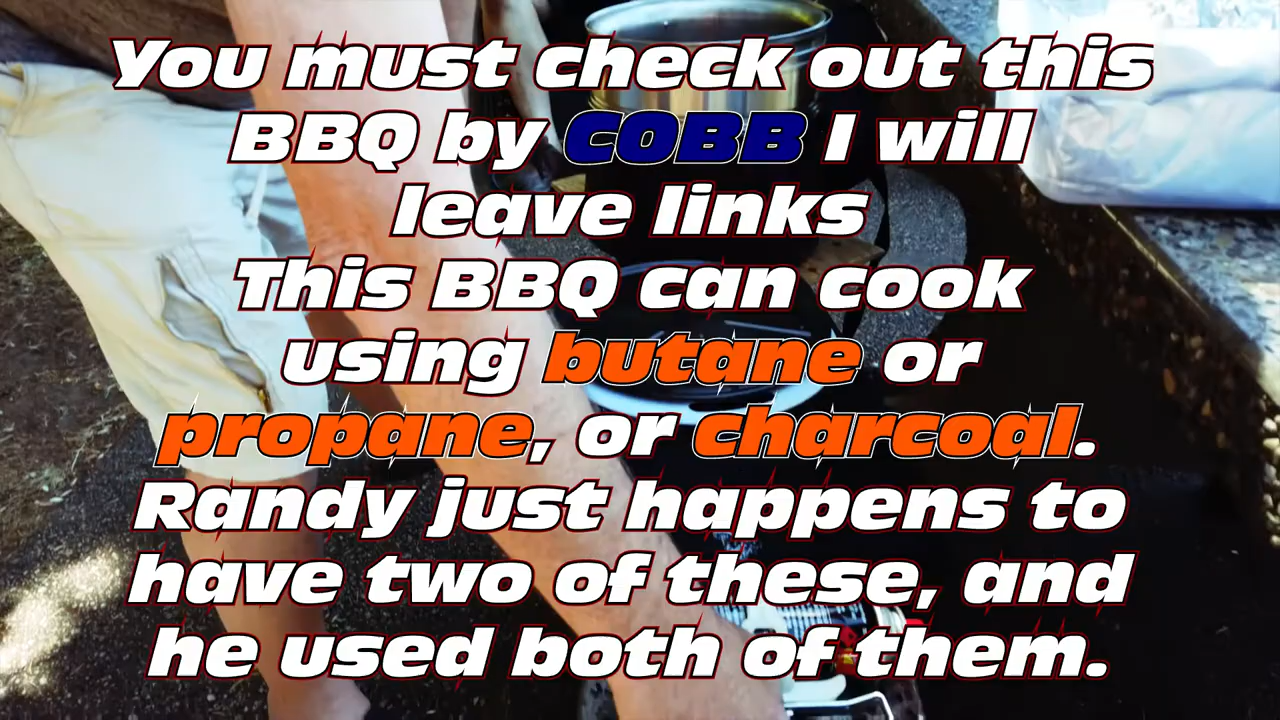 You must check out this
BBQ by COBB I will
leave links
This BBQ can cook
using butane or
propane, or charcoal.
Randy just happens to
have two of these, and
he used both of them.